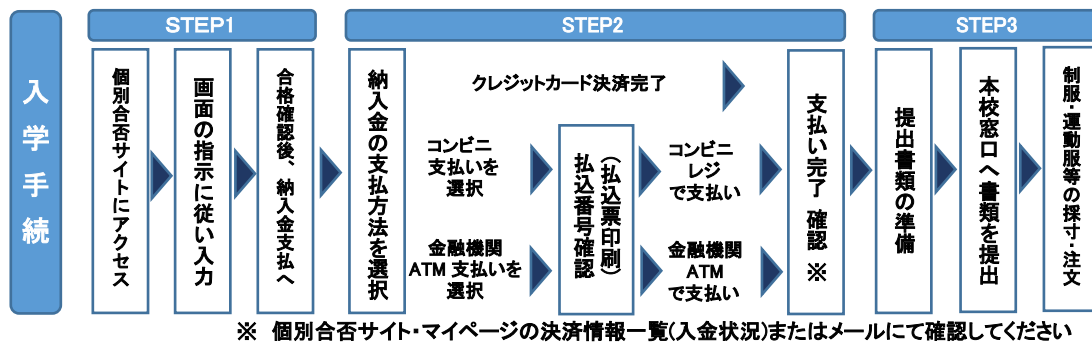 入学手続
STEP1
個別合否サイトにアクセス
画面の指示に従い入力
合格確認後、納入金支払へ
STEP2
納入金の支払方法を選択
クレジットカード決済完了
コンビニ
支払いを
選択
金融機関
ATM 支払いを
選択
払込番号確認
（払込票印刷）
コンビニ
レジ
で支払い
金融機関
ATM
で支払い
支払い完了 確認 ※
STEP3
提出書類の準備
本校窓口へ書類を提出
制服・運動服等の採寸・注文
※ 個別合否サイト・マイページの決済情報一覧(入金状況)またはメールにて確認してください